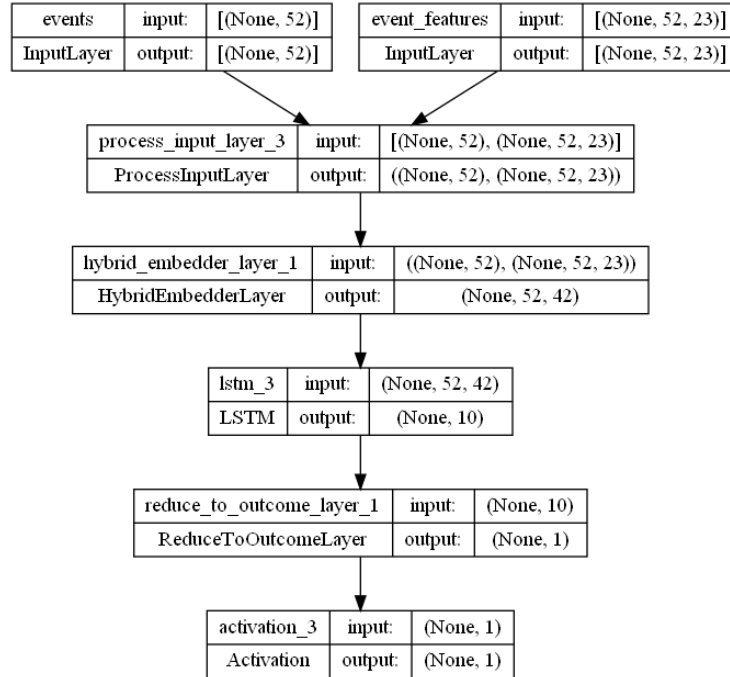 events input: [(None, 52)]
InputLayer output: [(None, 52)]
event_features input: [(None, 52, 23)]
InputLayer output: [(None, 52, 23)]
process_input_layer_3 input: [(None, 52), (None, 52, 23)]
ProcessInputLayer output: ((None, 52), (None, 52, 23))
hybrid_embedder_layer_1 input: ((None, 52), (None, 52, 23))
HybridEmbedderLayer output: (None, 52, 42)
lstm_3 input: (None, 52, 42)
LSTM output: (None, 10)
reduce_to_outcome_layer_1 input: (None, 10)
ReduceToOutcomeLayer output: (None, 1)
activation_3 input: (None, 1)
Activation output: (None, 1)